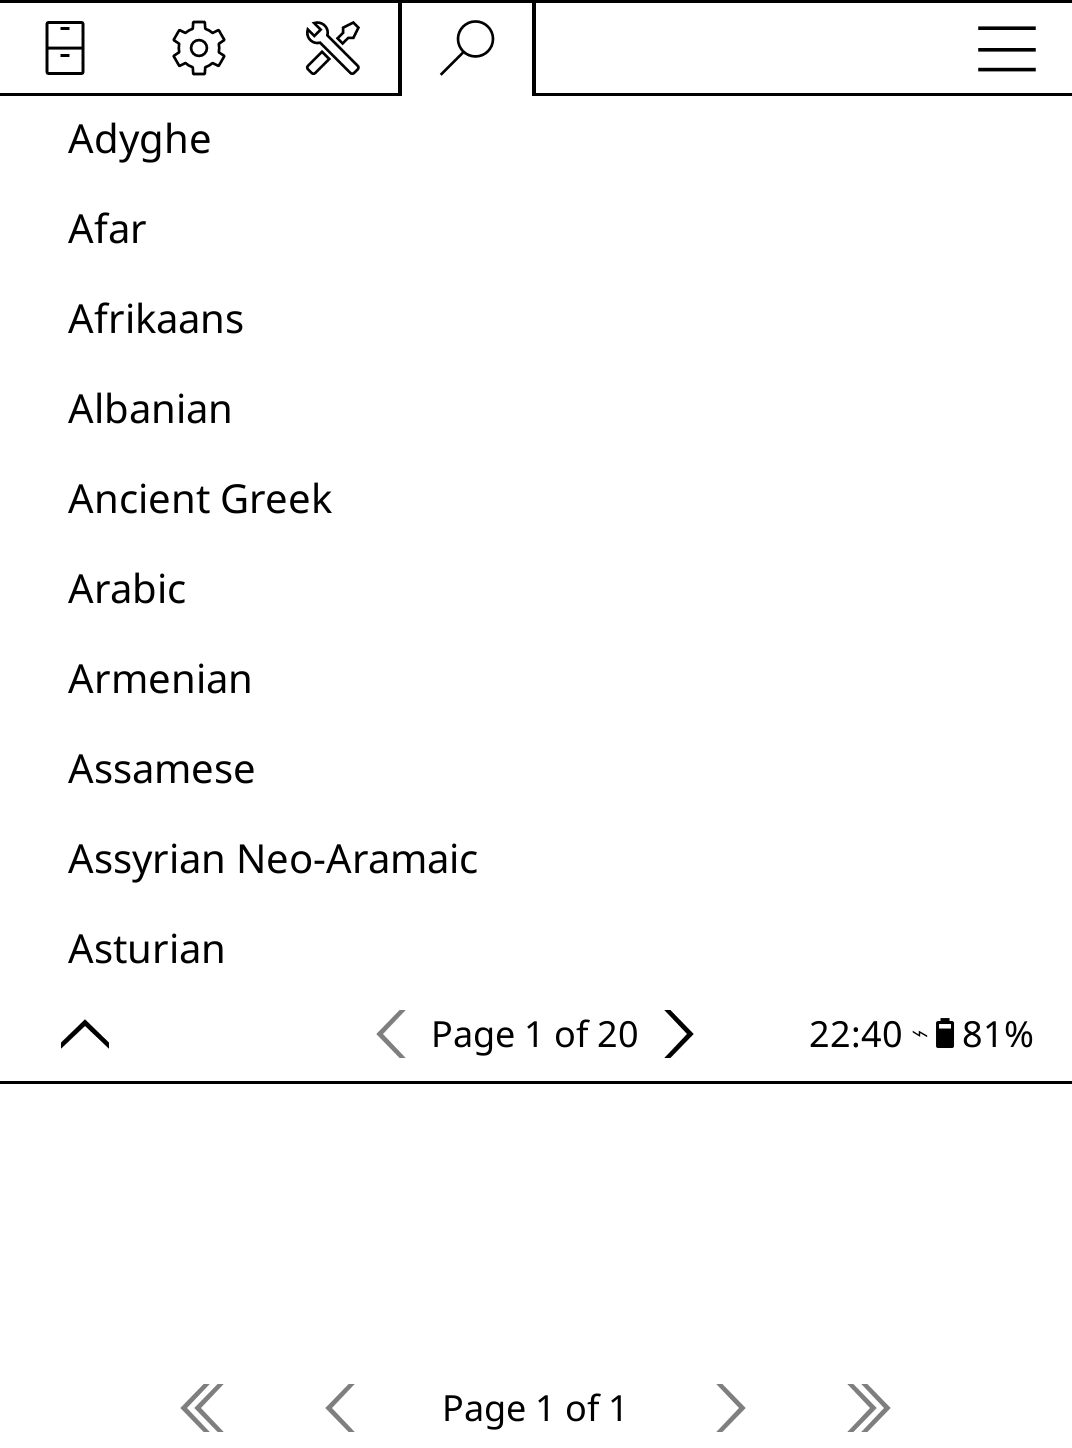 Adyghe
Afar
Afrikaans
Albanian
Ancient Greek
Arabic
Armenian
Assamese
Assyrian Neo-Aramaic
Asturian
Page 1 of 20
22:40 81%
Page 1 of 1